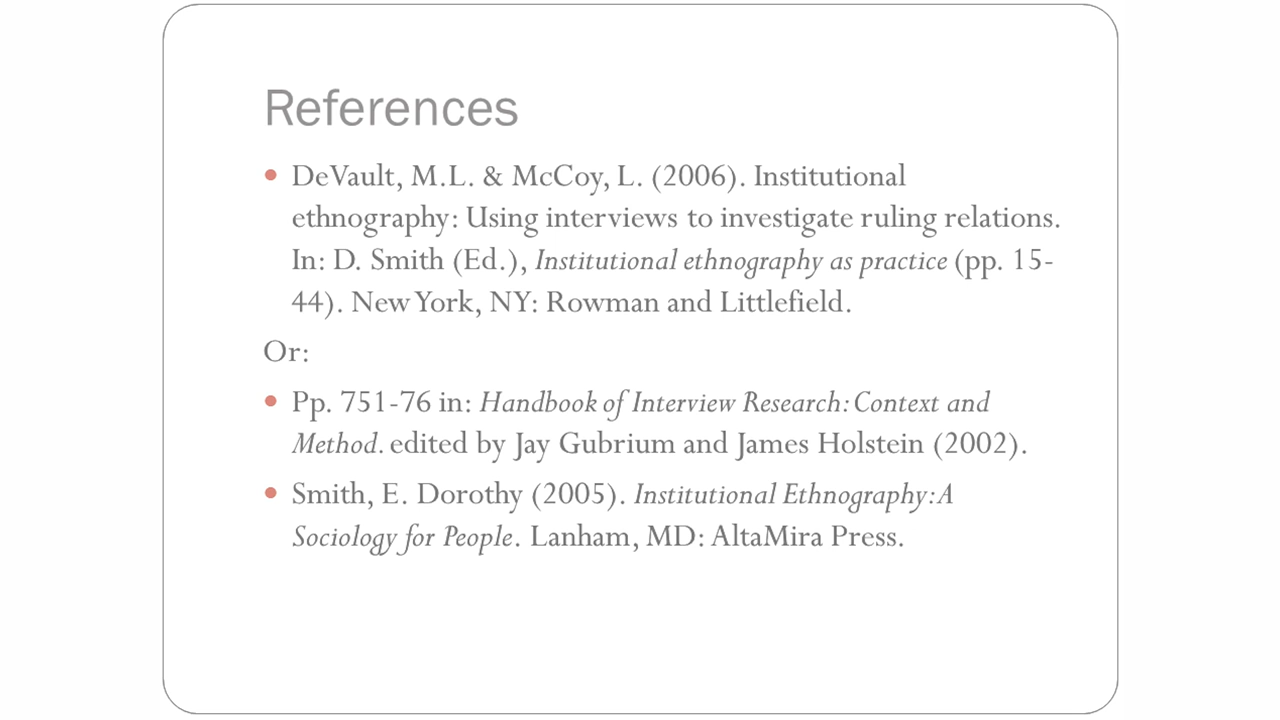 References
DeVault, M.L. & McCoy, L. (2006). Institutional
ethnography: Using interviews to investigate ruling relations.
In: D. Smith (Ed.), Institutional ethnography as practice (pp. 15-
44). New York, NY: Rowman and Littlefield.
Or:
Pp. 751-76 in: Handbook of Interview Research: Context and
Method. edited by Jay Gubrium and James Holstein (2002).
Smith, E. Dorothy (2005). Institutional Ethnography: A
Sociology for People. Lanham, MD: AltaMira Press.